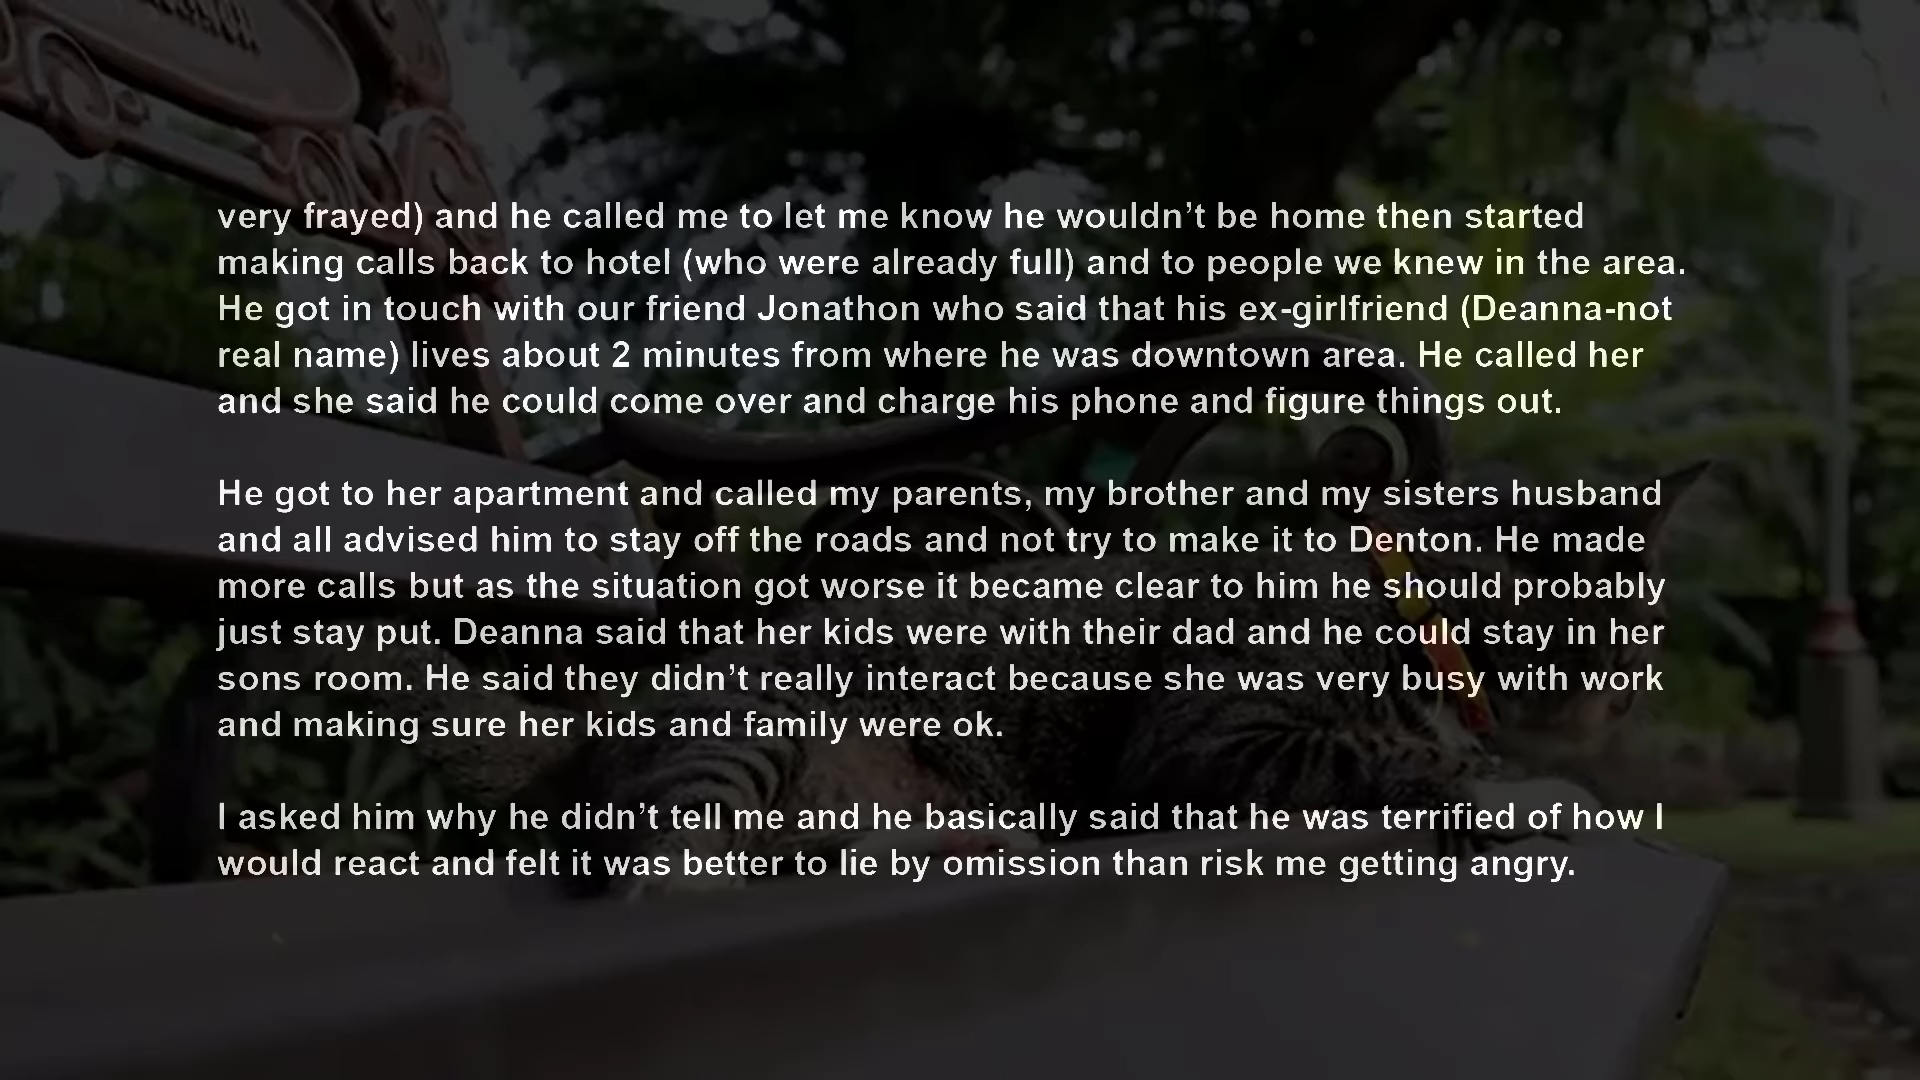 very frayed) and he called me to let me know he wouldn’t be home then started
making calls back to hotel (who were already full) and to people we knew in the area.
He got in touch with our friend Jonathon who said that his ex-girlfriend (Deanna-not
real name) lives about 2 minutes from where he was downtown area. He called her
and she said he could come over and charge his phone and figure things out.
He got to her apartment and called my parents, my brother and my sisters husband
and all advised him to stay off the roads and not try to make it to Denton. He made
more calls but as the situation got worse it became clear to him he should probably
just stay put. Deanna said that her kids were with their dad and he could stay in her
sons room. He said they didn’t really interact because she was very busy with work
and making sure her kids and family were ok.
I asked him why he didn’t tell me and he basically said that he was terrified of how I
would react and felt it was better to lie by omission than risk me getting angry.